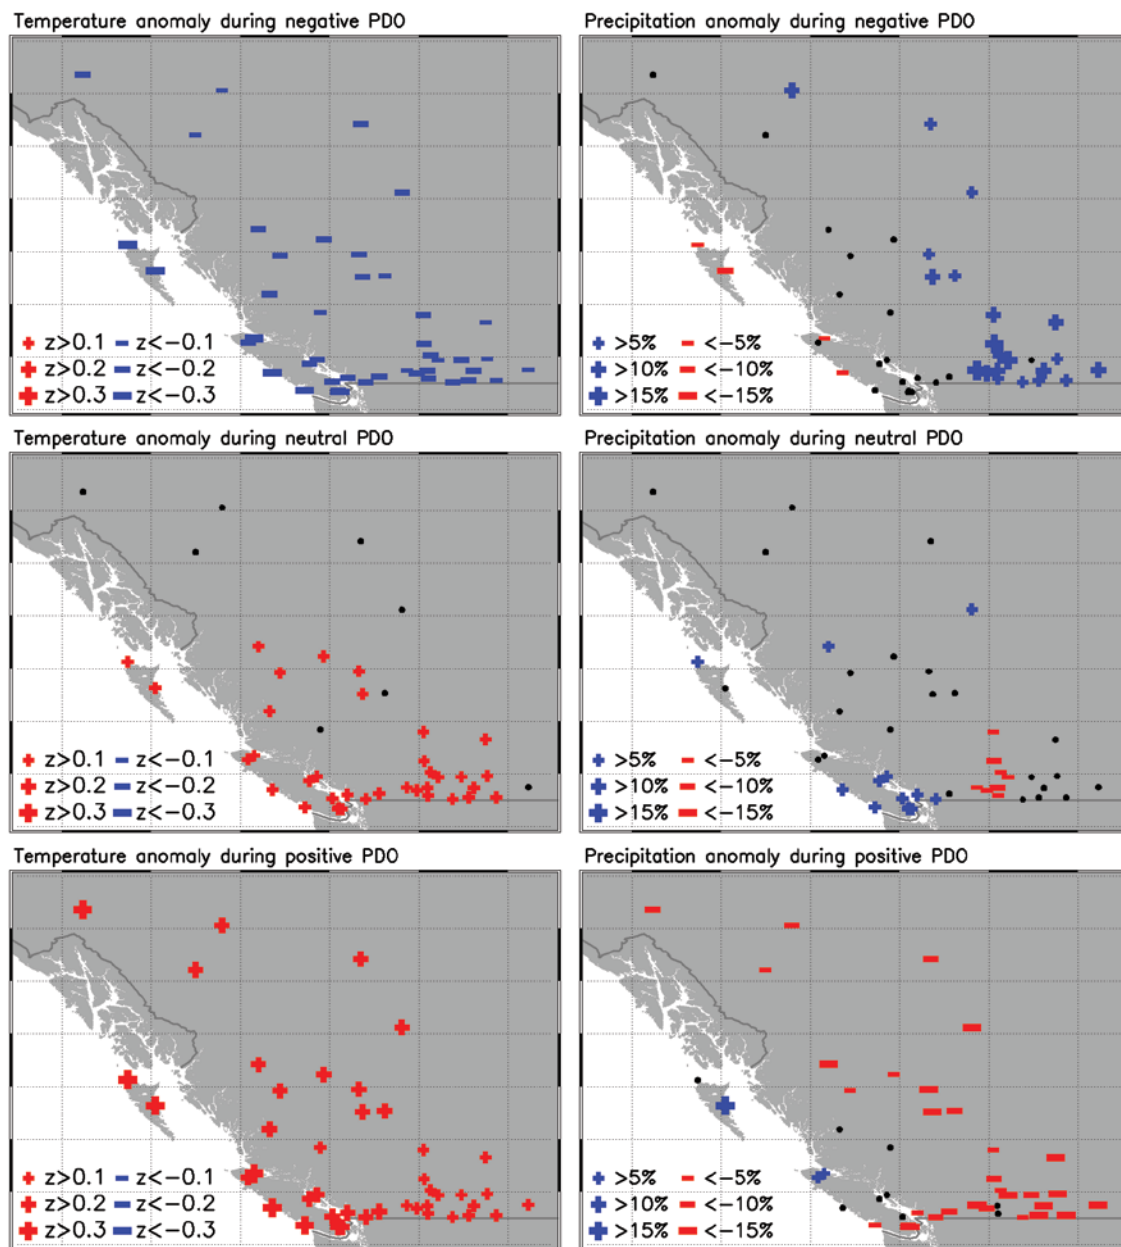 Temperature anomaly during negative PDO
z>0.1 z<-0.1
z>0.2 z<-0.2
z>0.3 z<-0.3
Precipitation anomaly during negative PDO
>5% <-5%
>10% <-10%
>15% <-15%
Temperature anomaly during neutral PDO
z>0.1 z<-0.1
z>0.2 z<-0.2
z>0.3 z<-0.3
Precipitation anomaly during neutral PDO
>5% <-5%
>10% <-10%
>15% <-15%
Temperature anomaly during positive PDO
z>0.1 z<-0.1
z>0.2 z<-0.2
z>0.3 z<-0.3
Precipitation anomaly during positive PDO
>5% <-5%
>10% <-10%
>15% <-15%